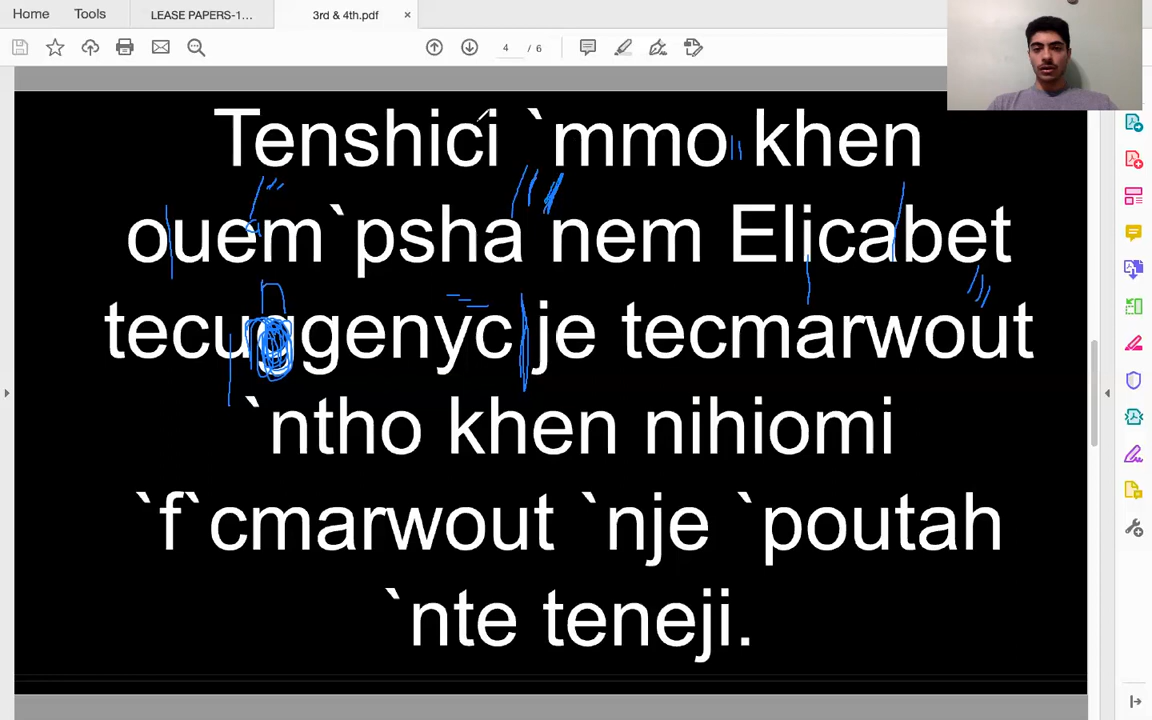 Home Tools LEASE PAPERS-1... 3rd & 4th.pdf ×
4 / 6
Tenshici `mmo khen
ouem`psha nem Elicabet
tecuggenyc je tecmarwout
`ntho khen nihiomi
`f`cmarwout `nje `poutah
`nte teneji.